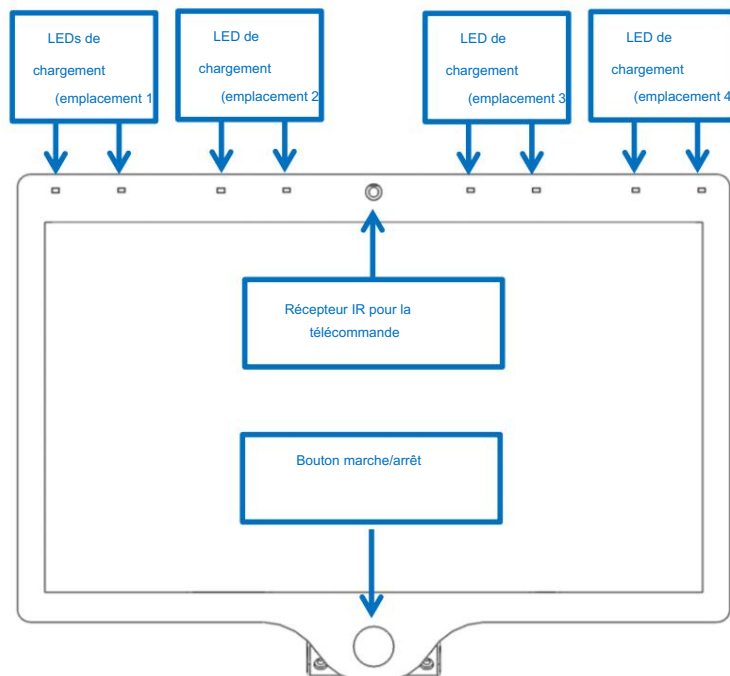 LEDs de
chargement
(emplacement 1
LED de
chargement
(emplacement 2
LED de
chargement
(emplacement 3
LED de
chargement
(emplacement 4
Récepteur IR pour la
télécommande
Bouton marche/arrêt